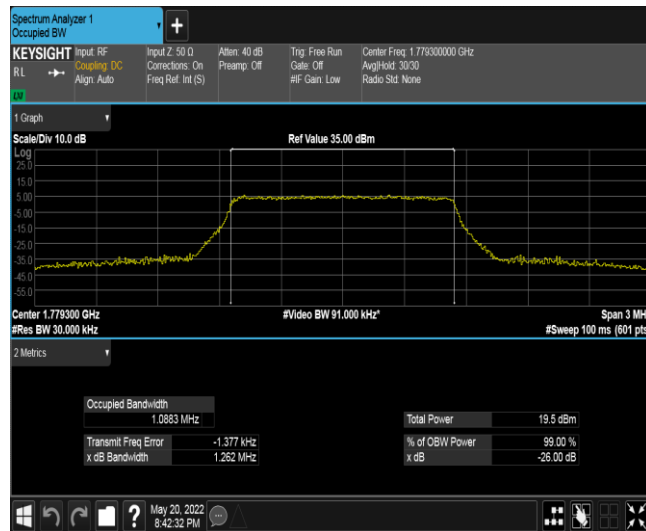 Spectrum Analyzer 1
Occupied BW
+
KEYSIGHT Input: RF Input Z: 50 Ω Atten: 40 dB Trig: Free Run Center Freq: 1.779300000 GHz
RL Coupling: DC Corrections: On Preamp: Off Gate: Off Avg|Hold: 30/30
Align: Auto Freq Ref: Int (S) #IF Gain: Low Radio Std: None
1 Graph
Scale/Div 10.0 dB Ref Value 35.00 dBm
Log
25.0
15.0
5.00
-5.00
-15.0
-25.0
-35.0
-45.0
-55.0
Center 1.779300 GHz #Video BW 91.000 kHz* Span 3 MH
#Res BW 30.000 kHz #Sweep 100 ms (601 pts
2 Metrics
Occupied Bandwidth
1.0883 MHz Total Power 19.5 dBm
Transmit Freq Error -1.377 kHz % of OBW Power 99.00 %
x dB Bandwidth 1.262 MHz x dB -26.00 dB
? May 20, 2022
8:42:32 PM